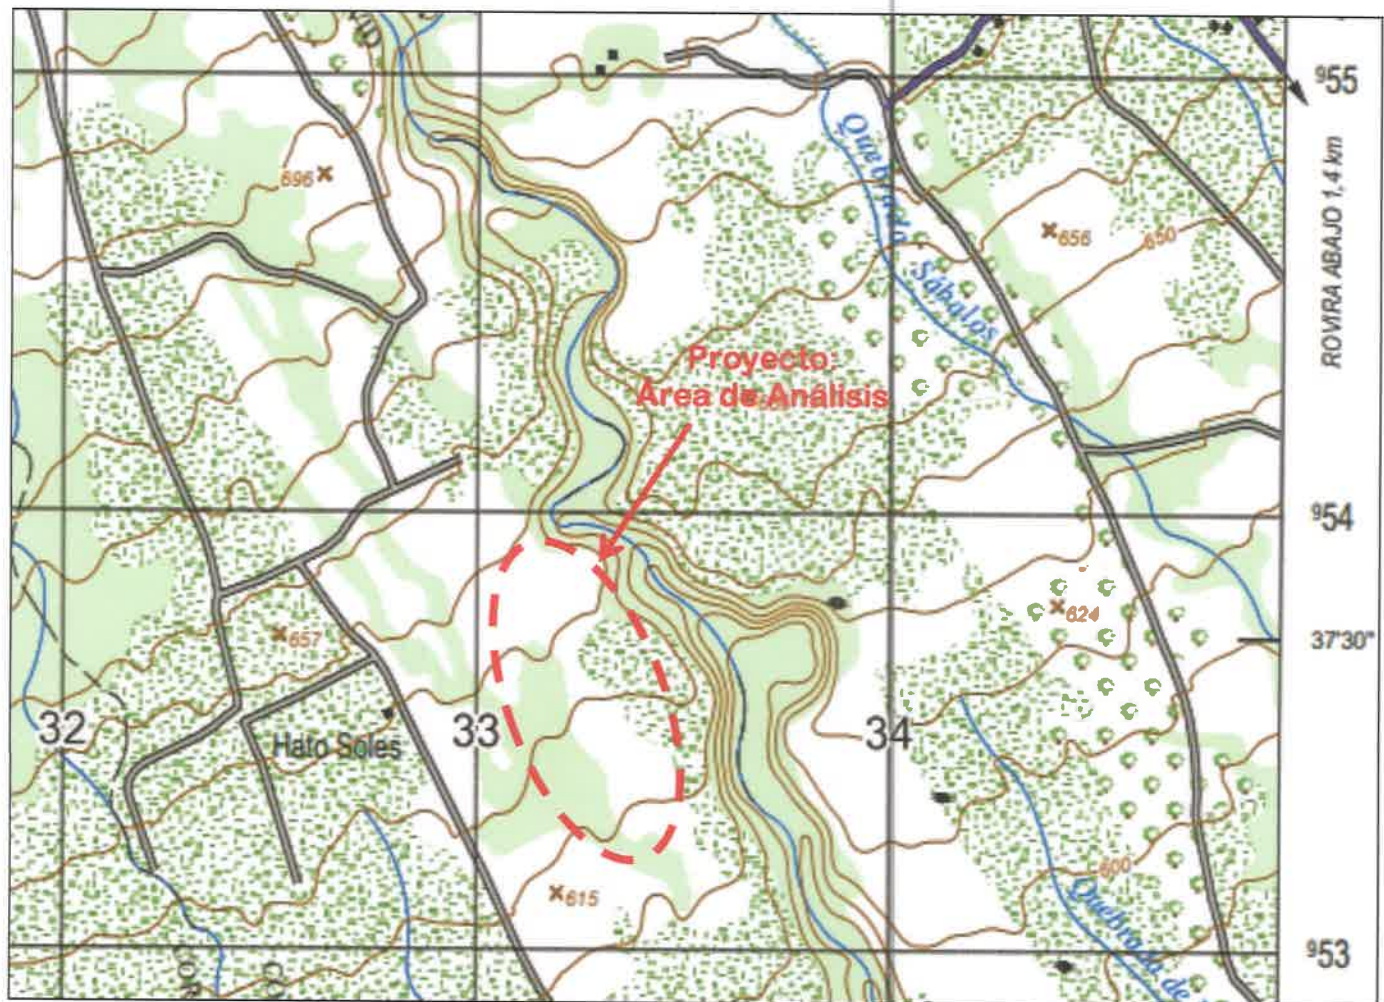 955
ROVIRA ABAJO 1,4 km
696
Quebrada
Sábalos
656
650
Proyecto:
Área de Análisis
954
37'30"
624
657
32
33
34
Hato Soles
600
615
Quebrada de
953